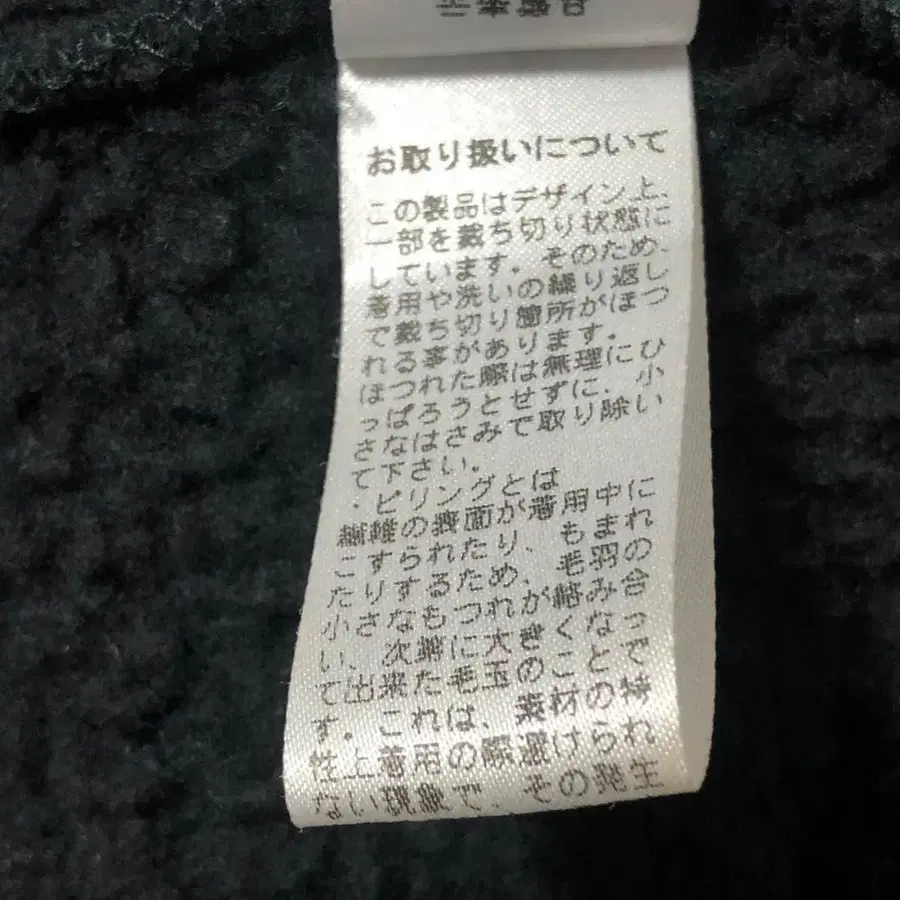 お取り扱いについて
この製品はデザイン上、
一部を裁ち切り状態に
しています。そのため、
着用や洗いの繰り返し
で裁ち切り箇所がほつ
れる事があります。
ほつれた際は無理にひ
っぱろうとせずに、小
さなはさみで取り除い
て下さい。
・ピリングとは
繊維の表面が着用中に
こすられたり、もまれ
たりするため、毛羽の
小さなもつれが絡み合
い、次第に大きくなっ
て出来た毛玉のことで
す。これは、素材の特
性上着用の際避けられ
ない現象で、その発生